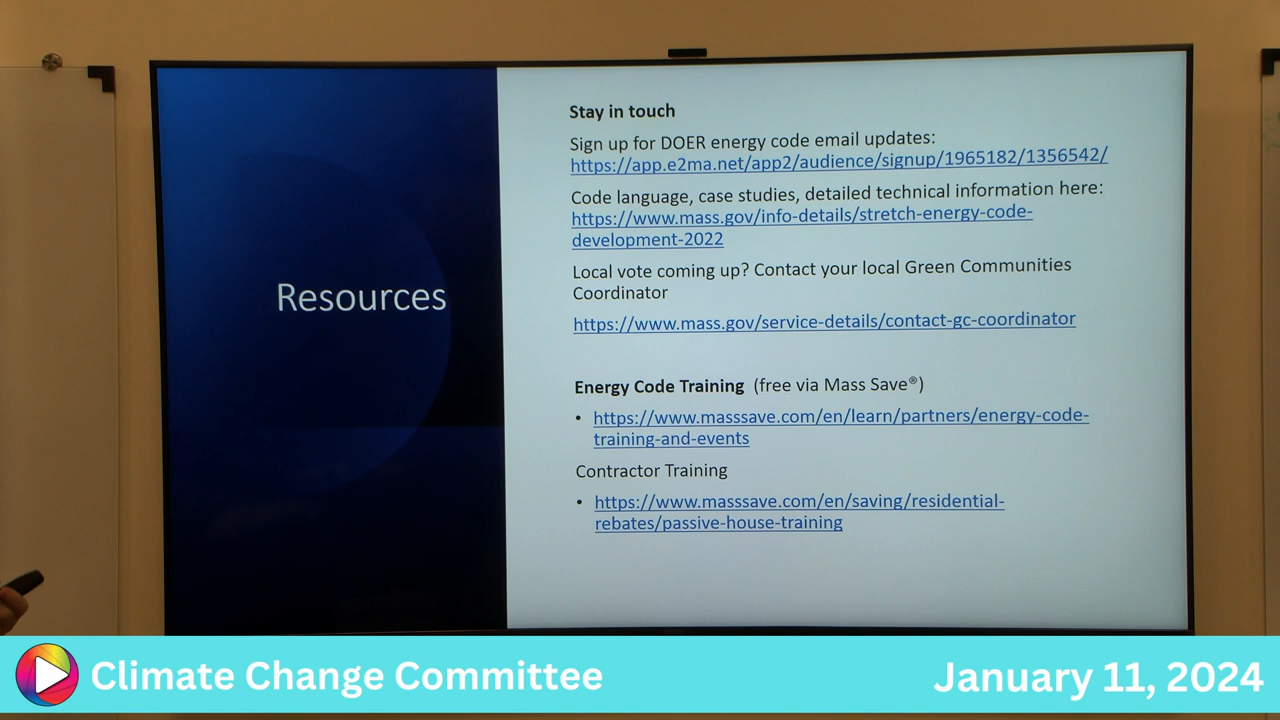 Resources
Stay in touch
Sign up for DOER energy code email updates:
https://app.e2ma.net/app2/audience/signup/1965182/1356542/
Code language, case studies, detailed technical information here:
https://www.mass.gov/info-details/stretch-energy-code-
development-2022
Local vote coming up? Contact your local Green Communities
Coordinator
https://www.mass.gov/service-details/contact-gc-coordinator
Energy Code Training (free via Mass Save®)
• https://www.masssave.com/en/learn/partners/energy-code-
training-and-events
Contractor Training
• https://www.masssave.com/en/saving/residential-
rebates/passive-house-training
Climate Change Committee
January 11, 2024